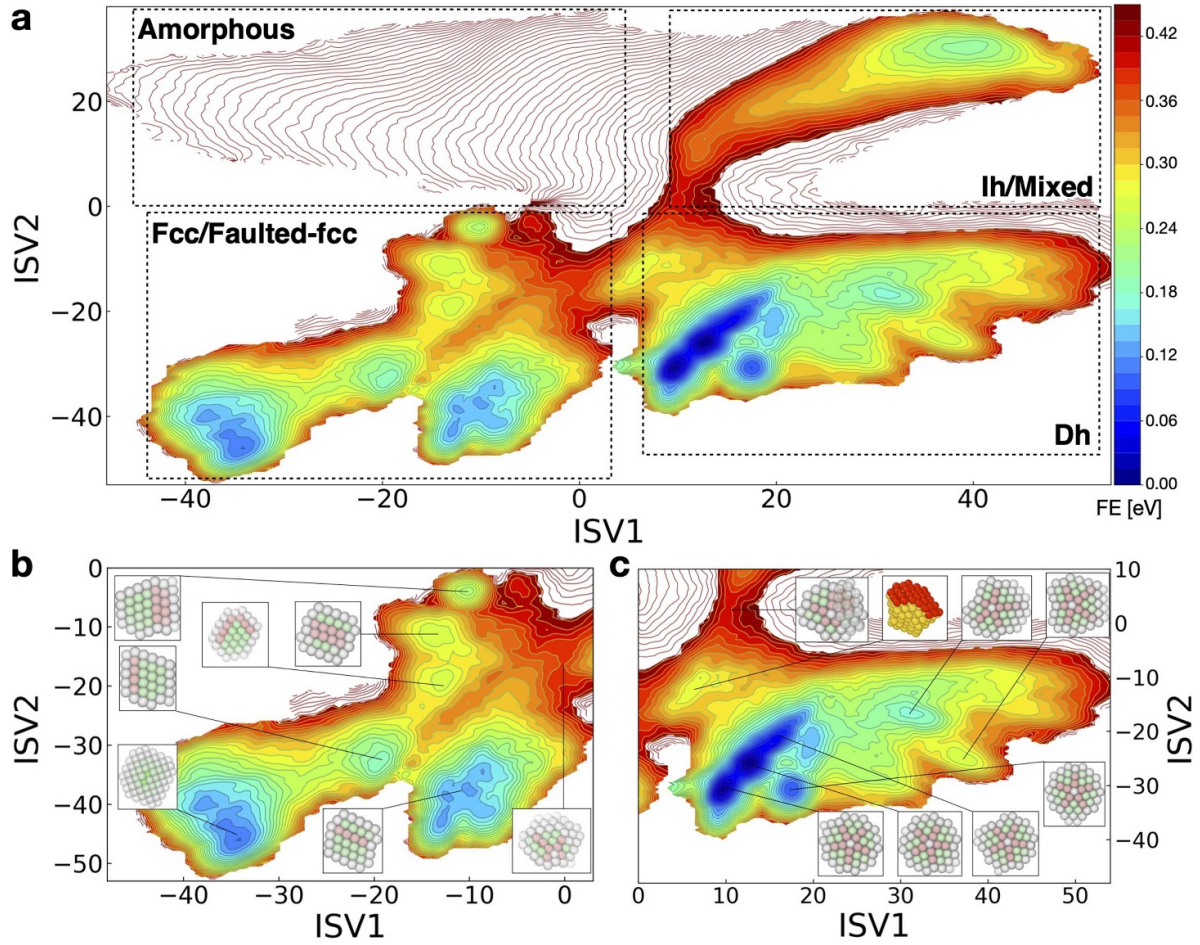 a
Amorphous
Ih/Mixed
Fcc/Faulted-fcc
Dh
ISV2
20
0
−20
−40
−40
−20
0
20
40
ISV1
0.42
0.36
0.30
0.24
0.18
0.12
0.06
0.00
FE [eV]
b
ISV2
0
−10
−20
−30
−40
−50
−40
−30
−20
−10
0
ISV1
c
10
0
−10
−20
−30
−40
ISV2
0
10
20
30
40
50
ISV1